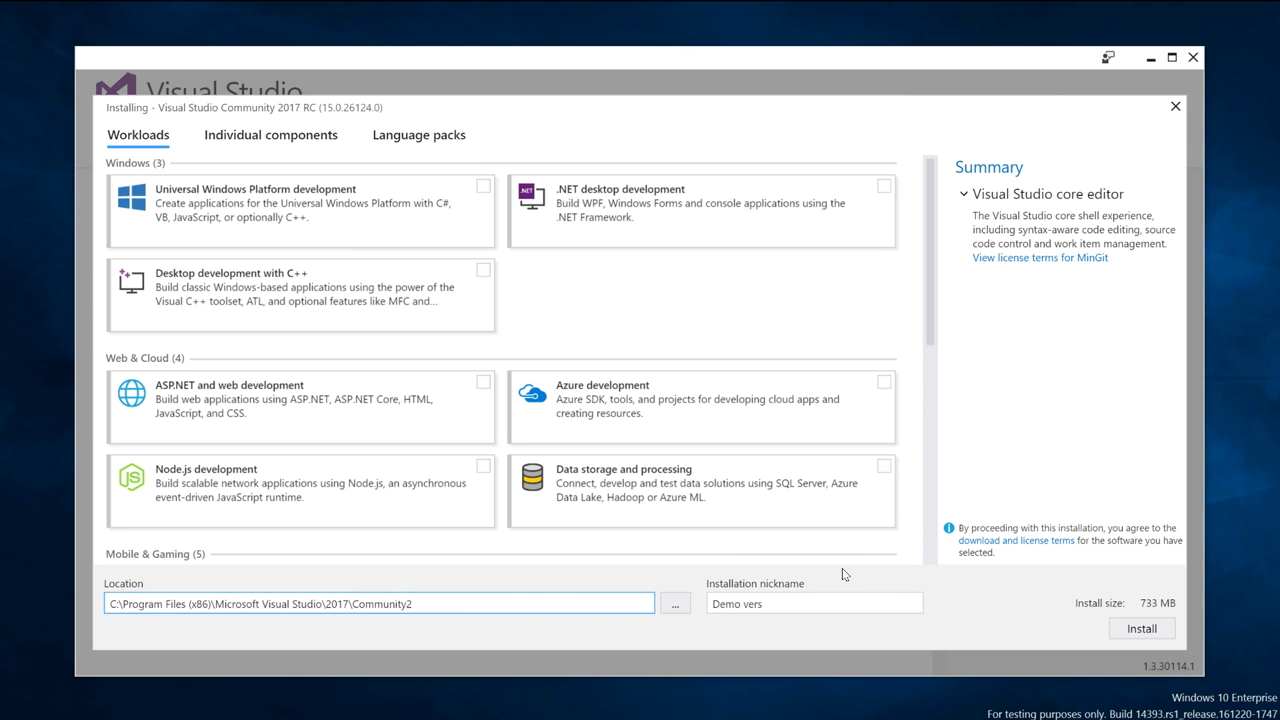 Visual Studio
Installing - Visual Studio Community 2017 RC (15.0.26124.0)
Workloads
Individual components
Language packs
Windows (3)
Universal Windows Platform development
Create applications for the Universal Windows Platform with C#,
VB, JavaScript, or optionally C++.
.NET
.NET desktop development
Build WPF, Windows Forms and console applications using the
.NET Framework.
Desktop development with C++
Build classic Windows-based applications using the power of the
Visual C++ toolset, ATL, and optional features like MFC and...
Web & Cloud (4)
ASP.NET and web development
Build web applications using ASP.NET, ASP.NET Core, HTML,
JavaScript, and CSS.
Azure development
Azure SDK, tools, and projects for developing cloud apps and
creating resources.
JS
Node.js development
Build scalable network applications using Node.js, an asynchronous
event-driven JavaScript runtime.
Data storage and processing
Connect, develop and test data solutions using SQL Server, Azure
Data Lake, Hadoop or Azure ML.
Mobile & Gaming (5)
Summary
Visual Studio core editor
The Visual Studio core shell experience,
including syntax-aware code editing, source
code control and work item management.
View license terms for MinGit
By proceeding with this installation, you agree to the
download and license terms for the software you have
selected.
Location
C:\Program Files (x86)\Microsoft Visual Studio\2017\Community2
...
Installation nickname
Demo vers
Install size: 733 MB
Install
1.3.30114.1
Windows 10 Enterprise
For testing purposes only. Build 14393.rs1_release.161220-1747